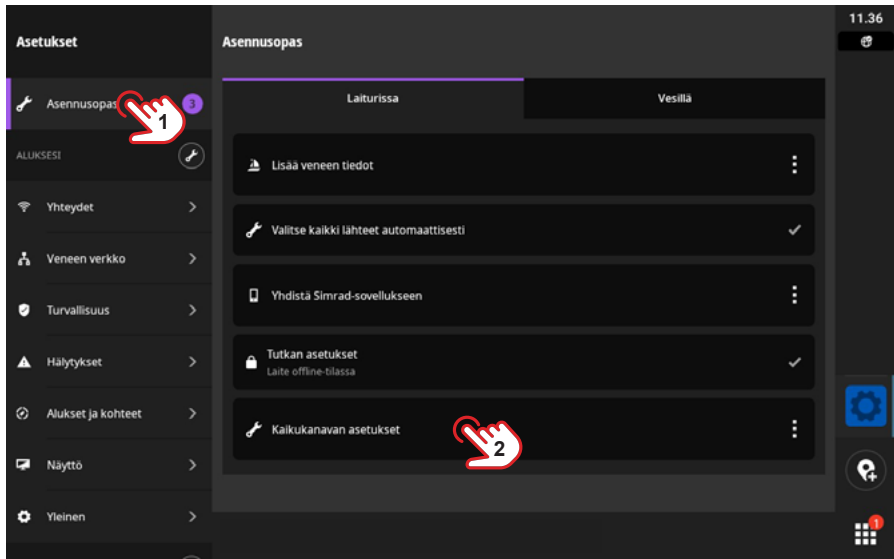 11.36
Asetukset
Asennusopas
Asennusopas
3
1
ALUKSESI
Yhteydet
Veneen verkko
Turvallisuus
Hälytykset
Alukset ja kohteet
Näyttö
Yleinen
Laiturissa
Vesillä
Lisää veneen tiedot
Valitse kaikki lähteet automaattisesti
Yhdistä Simrad-sovellukseen
Tutkan asetukset
Laite offline-tilassa
Kaikukanavan asetukset
2
1